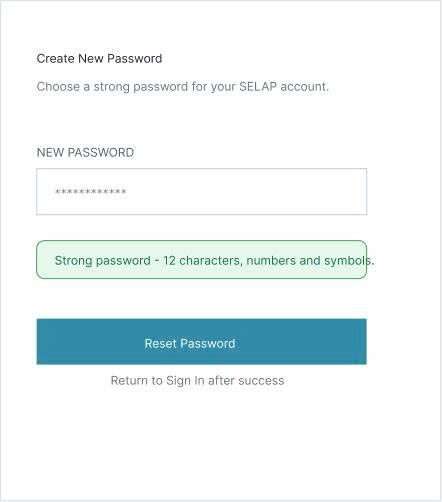 Create New Password
Choose a strong password for your SELAP account.
NEW PASSWORD
************
Strong password - 12 characters, numbers and symbols.
Reset Password
Return to Sign In after success